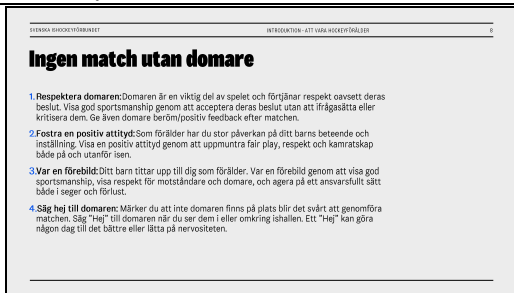 SVENSKA ISHOCKEYFÖRBUNDET
INTRODUKTION - ATT VARA HOCKEYFÖRÄLDER
8
Ingen match utan domare
1. Respektera domaren: Domaren är en viktig del av spelet och förtjänar respekt oavsett deras
beslut. Visa god sportsmanship genom att acceptera deras beslut utan att ifrågasätta eller
kritisera dem. Ge även domare beröm/positiv feedback efter matchen.
2. Fostra en positiv attityd: Som förälder har du stor påverkan på ditt barns beteende och
inställning. Visa en positiv attityd genom att uppmuntra fair play, respekt och kamratskap
både på och utanför isen.
3. Var en förebild: Ditt barn tittar upp till dig som förälder. Var en förebild genom att visa god
sportsmanship, visa respekt för motståndare och domare, och agera på ett ansvarsfullt sätt
både i seger och förlust.
4. Säg hej till domaren: Märker du att inte domaren finns på plats blir det svårt att genomföra
matchen. Säg "Hej" till domaren när du ser dem i eller omkring ishallen. Ett "Hej" kan göra
någon dag till det bättre eller lätta på nervositeten.